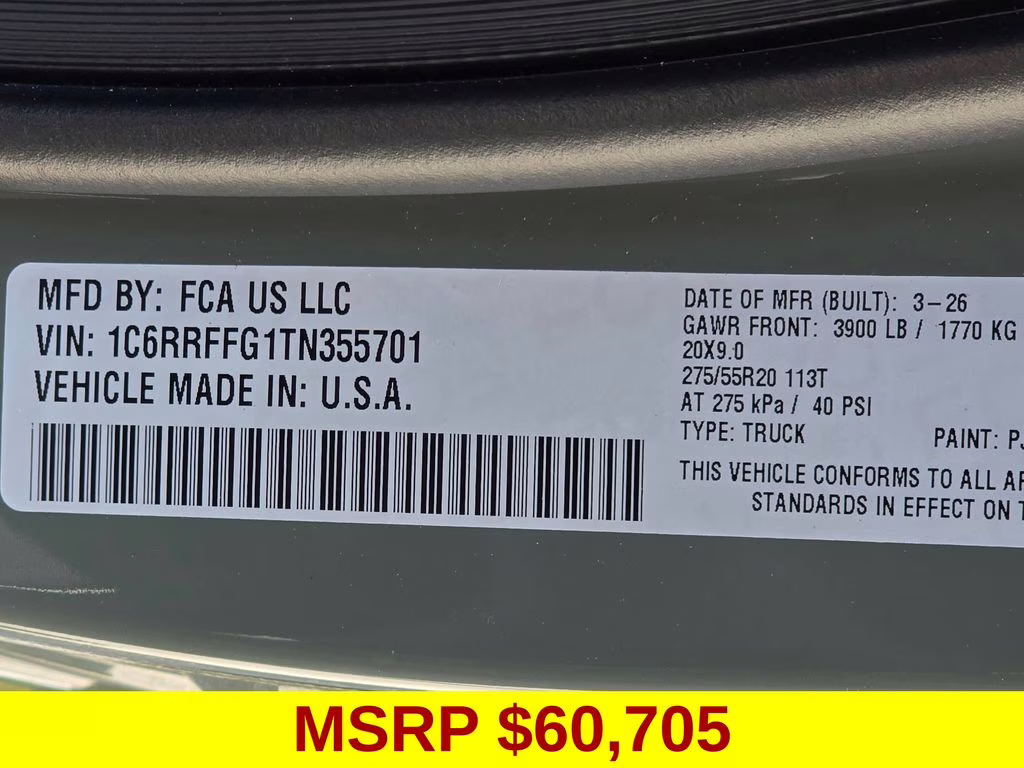 MFD BY: FCA US LLC
VIN: 1C6RRFFG1TN355701
VEHICLE MADE IN: U.S.A.
DATE OF MFR (BUILT): 3-26
GAWR FRONT: 3900 LB / 1770 KG
20X9.0
275/55R20 113T
AT 275 kPa / 40 PSI
TYPE: TRUCK PAINT:
THIS VEHICLE CONFORMS TO ALL
STANDARDS IN EFFECT ON
MSRP $60,705